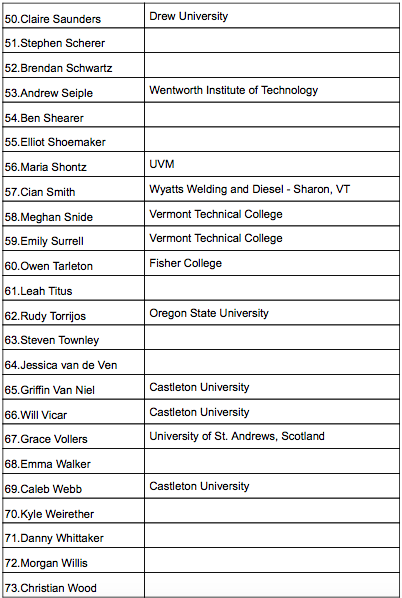 50.Claire Saunders Drew University
51.Stephen Scherer
52.Brendan Schwartz
53.Andrew Seiple Wentworth Institute of Technology
54.Ben Shearer
55.Elliot Shoemaker
56.Maria Shontz UVM
57.Cian Smith Wyatts Welding and Diesel - Sharon, VT
58.Meghan Snide Vermont Technical College
59.Emily Surrell Vermont Technical College
60.Owen Tarleton Fisher College
61.Leah Titus
62.Rudy Torrijos Oregon State University
63.Steven Townley
64.Jessica van de Ven
65.Griffin Van Niel Castleton University
66.Will Vicar Castleton University
67.Grace Vollers University of St. Andrews, Scotland
68.Emma Walker
69.Caleb Webb Castleton University
70.Kyle Weirether
71.Danny Whittaker
72.Morgan Willis
73.Christian Wood